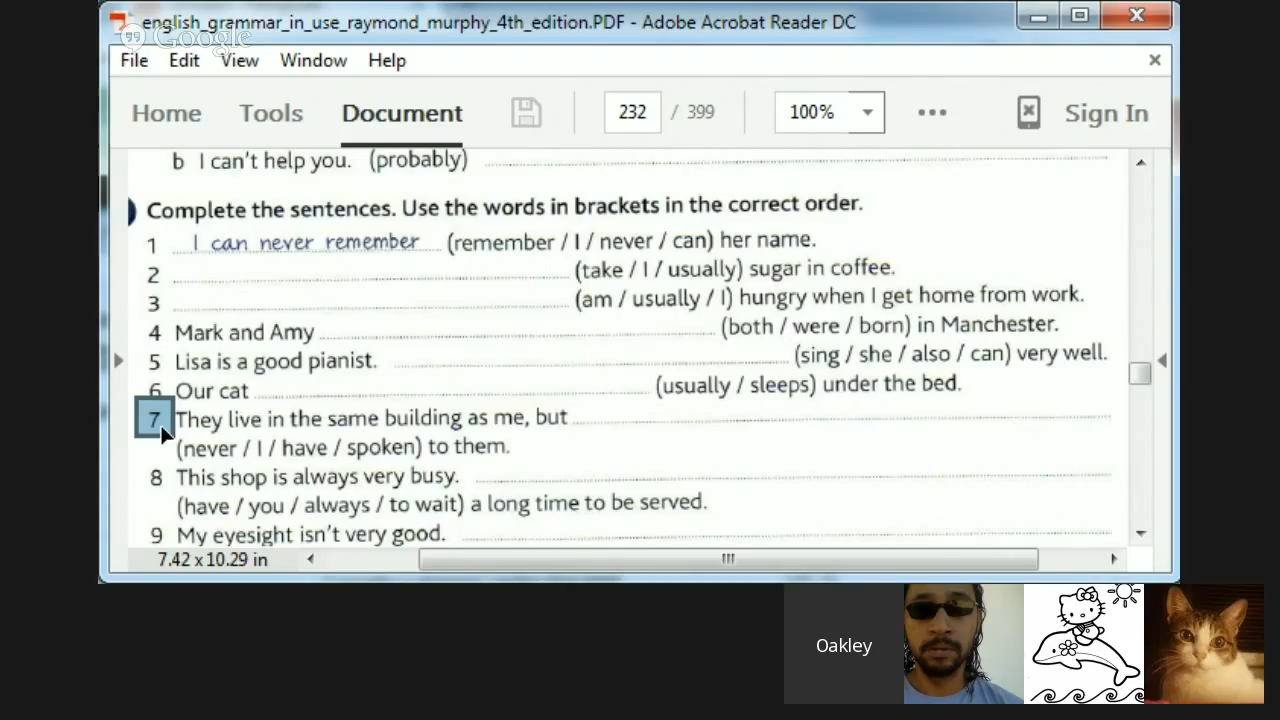 english_grammar_in_use_raymond_murphy_4th_edition.PDF - Adobe Acrobat Reader DC
Google
File Edit View Window Help
Home Tools Document 232 / 399 100% Sign In
b I can't help you. (probably)
Complete the sentences. Use the words in brackets in the correct order.
1 I can never remember (remember / I / never / can) her name.
2 (take / I / usually) sugar in coffee.
3 (am / usually / I) hungry when I get home from work.
4 Mark and Amy (both / were / born) in Manchester.
5 Lisa is a good pianist. (sing / she / also / can) very well.
6 Our cat (usually / sleeps) under the bed.
7 They live in the same building as me, but
(never / I / have / spoken) to them.
8 This shop is always very busy.
(have / you / always / to wait) a long time to be served.
9 My eyesight isn't very good.
7.42 x 10.29 in
Oakley